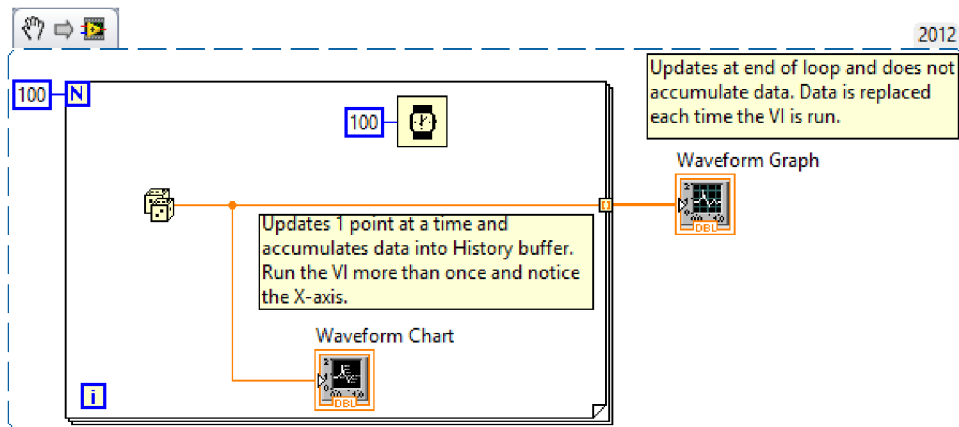 2012
Updates at end of loop and does not
accumulate data. Data is replaced
each time the VI is run.
100
N
100
Waveform Graph
DBL
Updates 1 point at a time and
accumulates data into History buffer.
Run the VI more than once and notice
the X-axis.
Waveform Chart
DBL
i